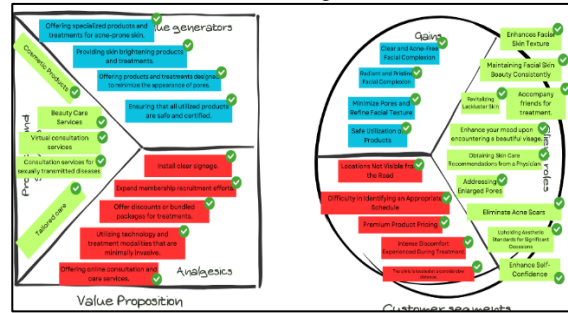 Offering specialized products and
treatments for acne-prone skin.
ue generators
Providing skin brightening products
and treatments.
Offering products and treatments designed
to minimize the appearance of pores.
Ensuring that all utilized products
are safe and certified.
Cosmetic Products
Beauty Care
Services
Virtual consultation
services
Consultation services for
sexually transmitted diseases
Tailored care
Install clear signage.
Expand membership recruitment efforts.
Offer discounts or bundled
packages for treatments.
Utilizing technology and
treatment modalities that are
minimally invasive.
Offering online consultation and
care services.
Analgesics
Value Proposition
Gains
Clear and Acne-Free
Facial Complexion
Radiant and Pristine
Facial Complexion
Minimize Pores and
Refine Facial Texture
Safe Utilization of
Products
Locations Not Visible from
the Road
Difficulty in Identifying an Appropriate
Schedule
Premium Product Pricing
Intense Discomfort
Experienced During Treatment
Enhances Facial
Skin Texture
Maintaining Facial Skin
Beauty Consistently
Revitalizing
Lackluster Skin
Accompany
friends for
treatment.
Enhance your mood upon
encountering a beautiful visage.
Obtaining Skin Care
Recommendations from a Physician
Addressing
Enlarged Pores
Eliminate Acne Scars
Upholding Aesthetic
Standards for Significant
Occasions
Enhance Self-
Confidence
Customer segments